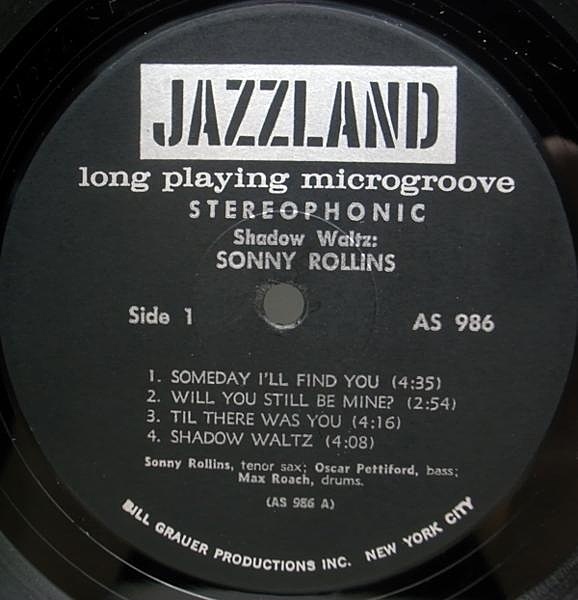 JAZZLAND
long playing microgroove
STEREOPHONIC
Shadow Waltz:
SONNY ROLLINS
Side 1
AS 986
1. SOMEDAY I'LL FIND YOU (4:35)
2. WILL YOU STILL BE MINE? (2:54)
3. TIL THERE WAS YOU (4:16)
4. SHADOW WALTZ (4:08)
Sonny Rollins, tenor sax; Oscar Pettiford, bass;
Max Roach, drums.
(AS 986 A)
BILL GRAUER PRODUCTIONS INC. NEW YORK CITY